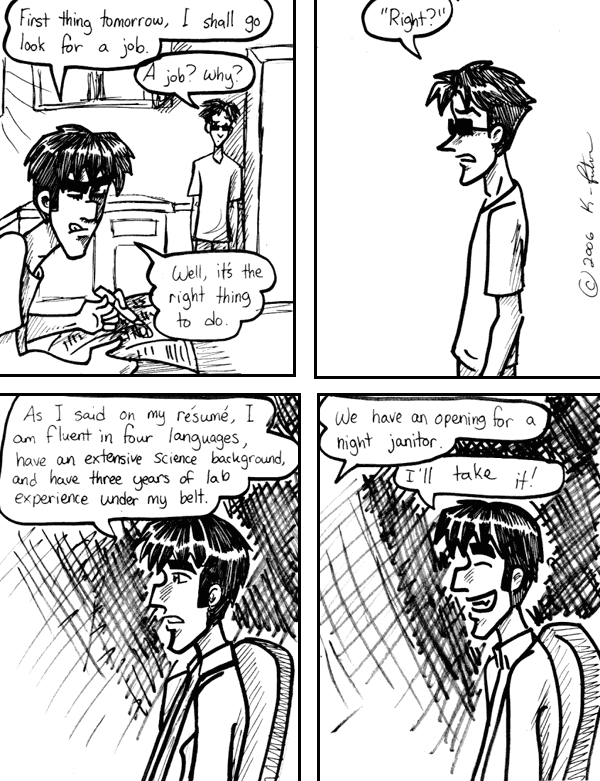 First thing tomorrow, I shall go
look for a job.
A job? Why?
Well, it's the
right thing
to do.
"Right?"
© 2006 K-
As I said on my résumé, I
am fluent in four languages,
have an extensive science background,
and have three years of lab
experience under my belt.
We have an opening for a
night janitor.
I'll take it!